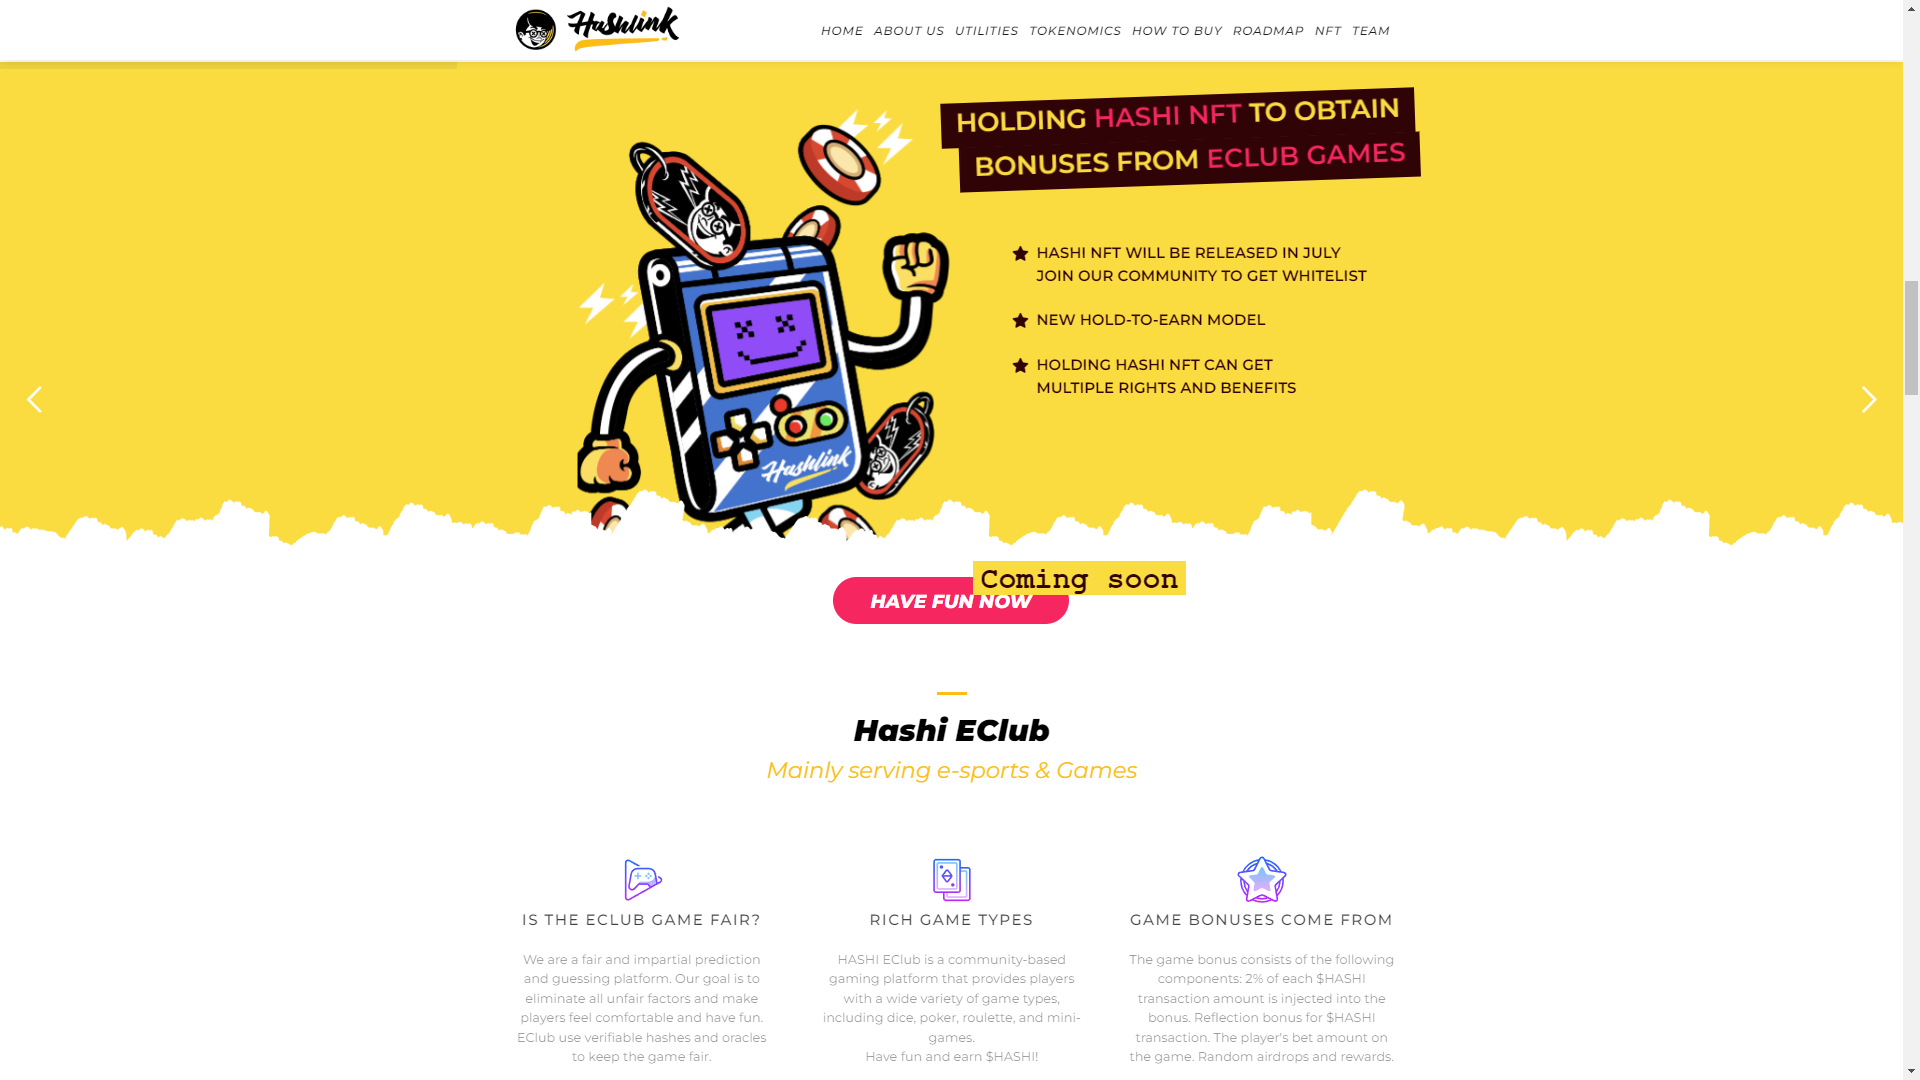 Hashlink
HOME ABOUT US UTILITIES TOKENOMICS HOW TO BUY ROADMAP NFT TEAM
HOLDING HASHI NFT TO OBTAIN
BONUSES FROM ECLUB GAMES
HASHI NFT WILL BE RELEASED IN JULY
JOIN OUR COMMUNITY TO GET WHITELIST
NEW HOLD-TO-EARN MODEL
HOLDING HASHI NFT CAN GET
MULTIPLE RIGHTS AND BENEFITS
Hashlink
Coming soon
HAVE FUN NOW
Hashi EClub
Mainly serving e-sports & Games
IS THE ECLUB GAME FAIR?
We are a fair and impartial prediction
and guessing platform. Our goal is to
eliminate all unfair factors and make
players feel comfortable and have fun.
EClub use verifiable hashes and oracles
to keep the game fair.
RICH GAME TYPES
HASHI EClub is a community-based
gaming platform that provides players
with a wide variety of game types,
including dice, poker, roulette, and mini-
games.
Have fun and earn $HASHI!
GAME BONUSES COME FROM
The game bonus consists of the following
components: 2% of each $HASHI
transaction amount is injected into the
bonus. Reflection bonus for $HASHI
transaction. The player's bet amount on
the game. Random airdrops and rewards.